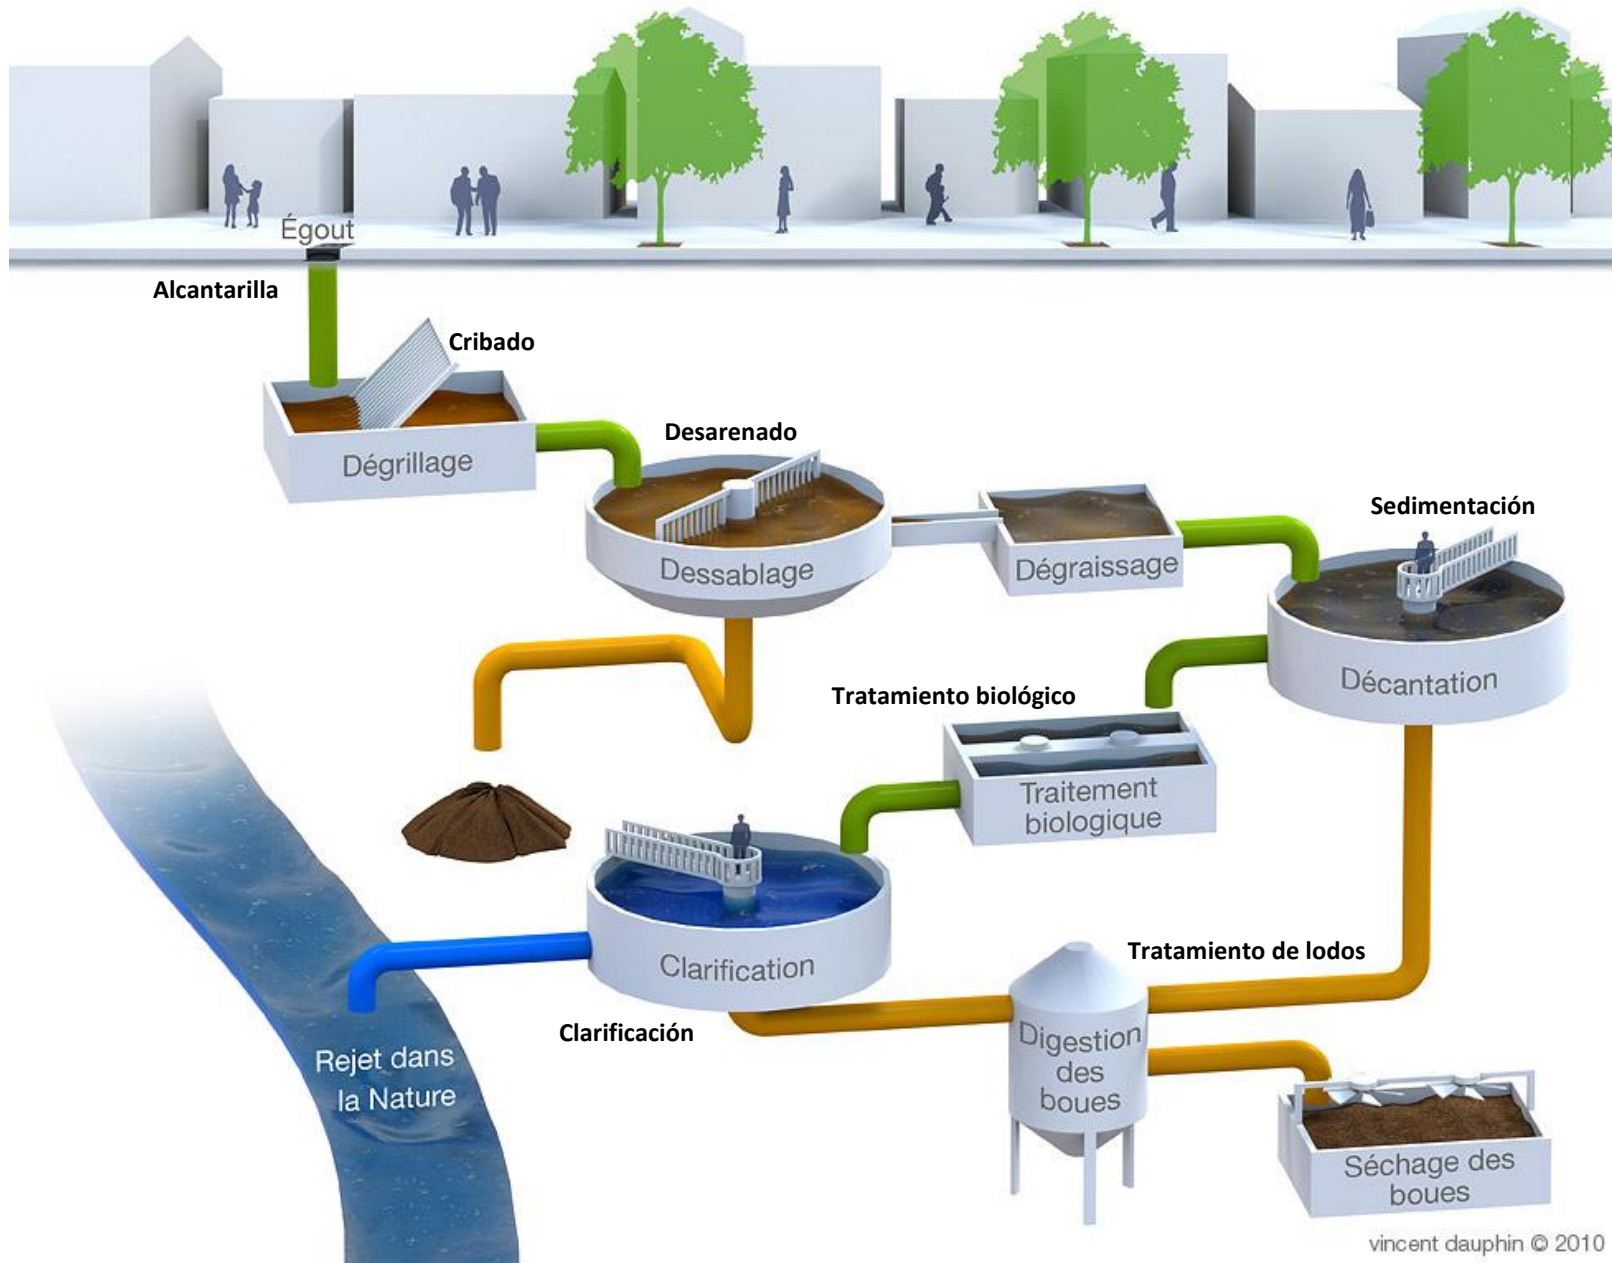 Égout
Alcantarilla
Cribado
Dégrillage
Desarenado
Dessablage
Dégraissage
Sedimentación
Décantation
Tratamiento biológico
Traitement
biologique
Clarification
Clarificación
Rejet dans
la Nature
Tratamiento de lodos
Digestion
des
boues
Séchage des
boues
vincent dauphin © 2010